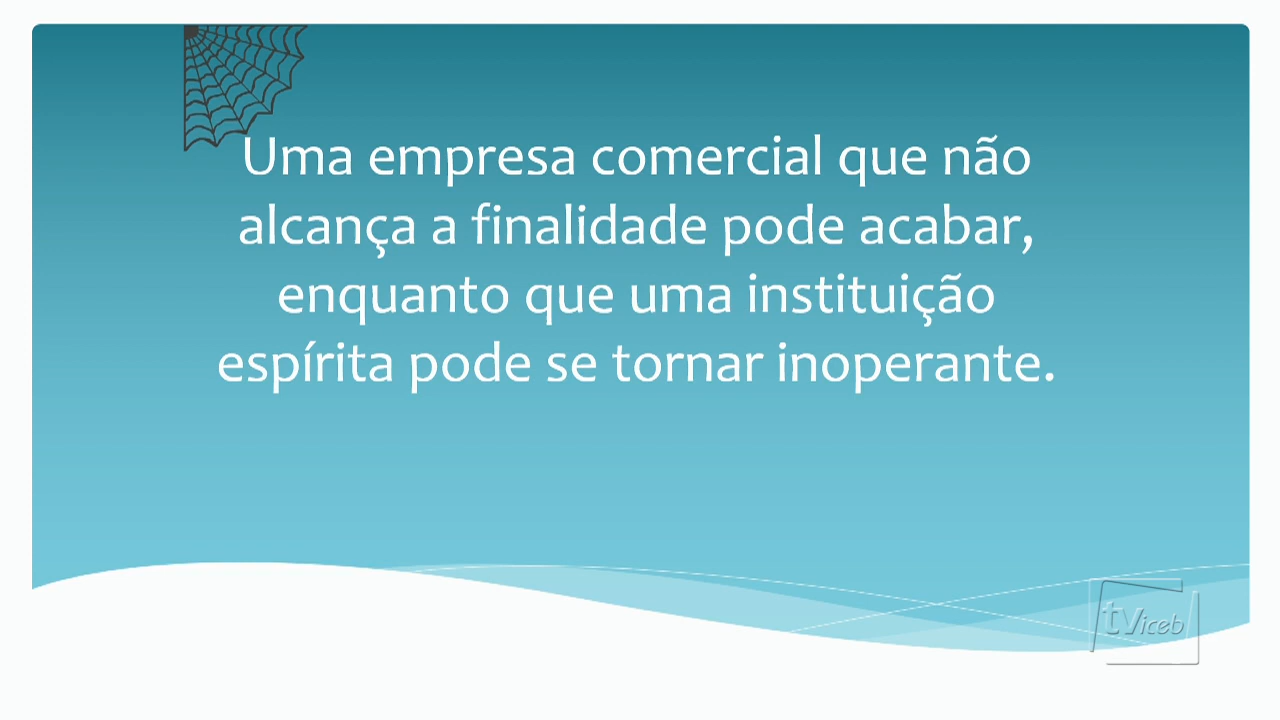 Uma empresa comercial que não
alcança a finalidade pode acabar,
enquanto que uma instituição
espírita pode se tornar inoperante.
tViceb